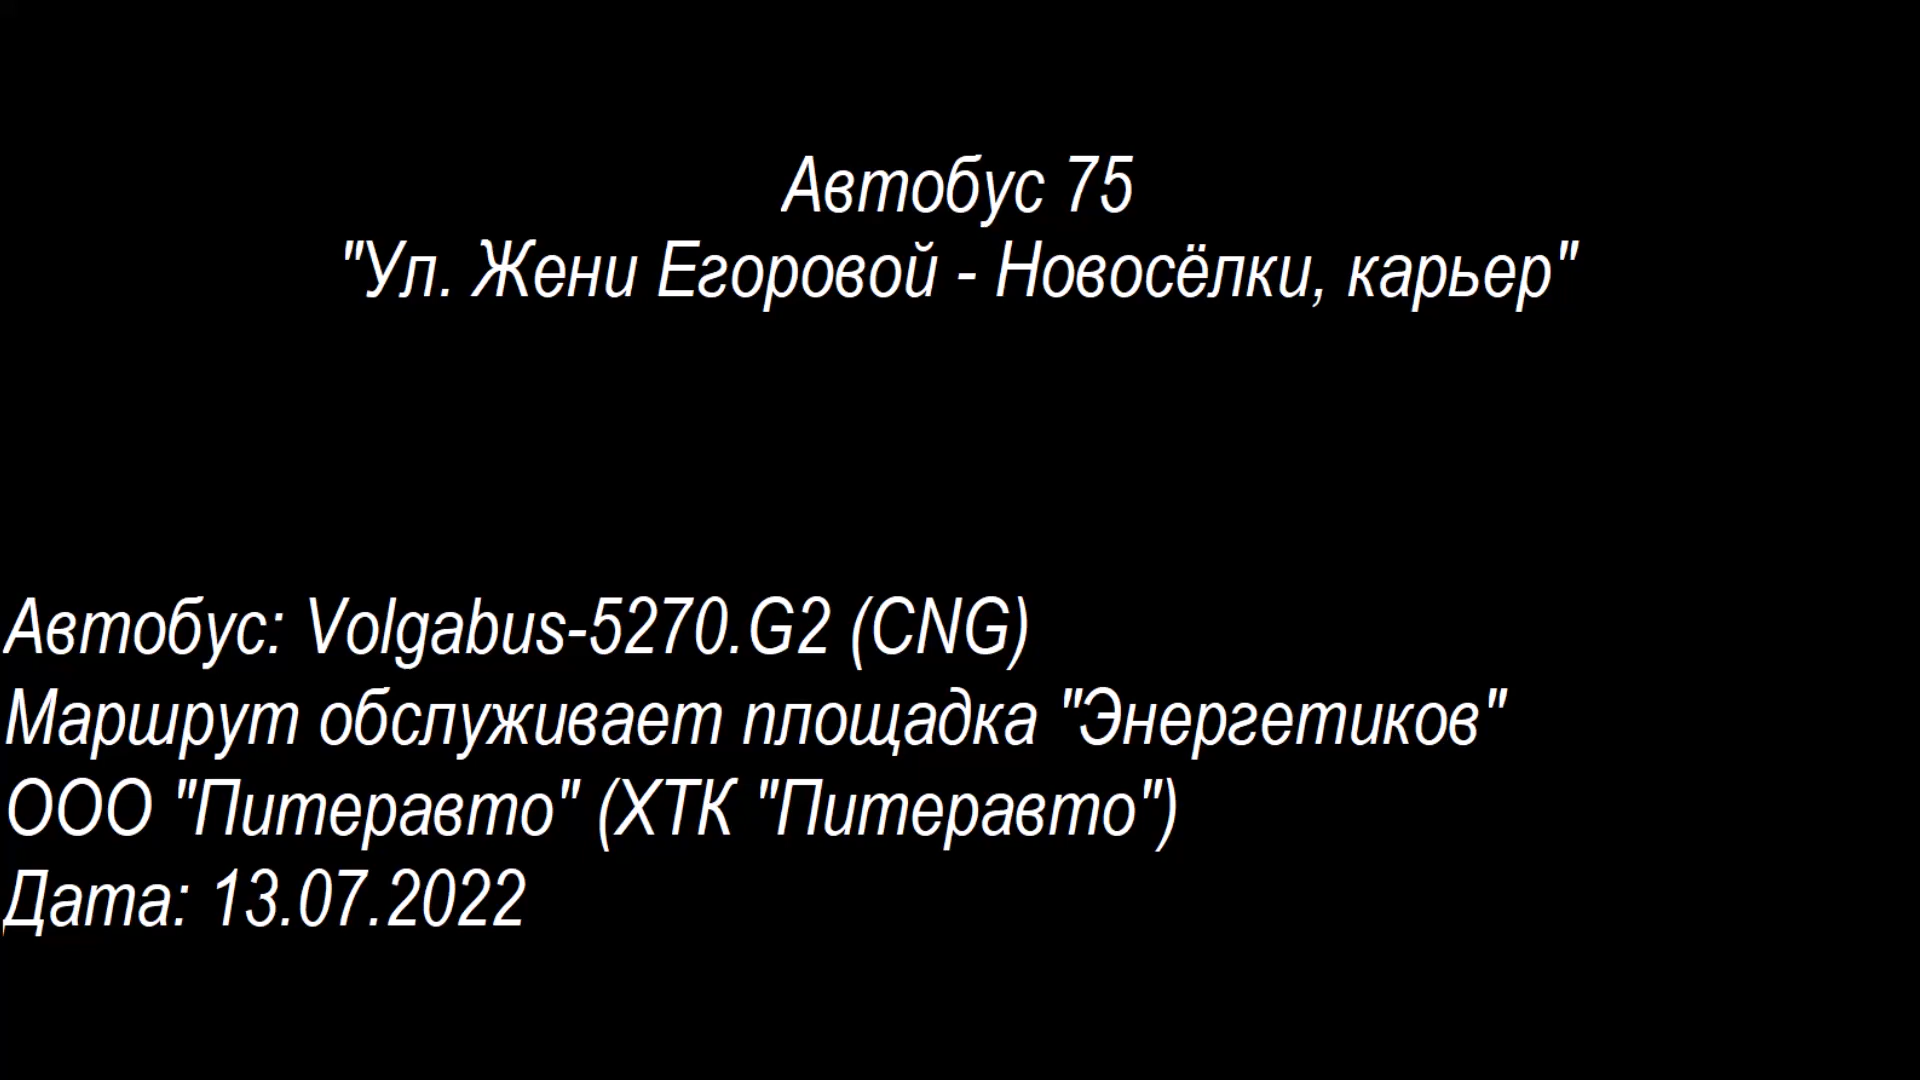 Автобус 75
"Ул. Жени Егоровой - Новосёлки, карьер"
Автобус: Volgabus-5270.G2 (CNG)
Маршрут обслуживает площадка "Энергетиков"
ООО "Питеравто" (ХТК "Питеравто")
Дата: 13.07.2022